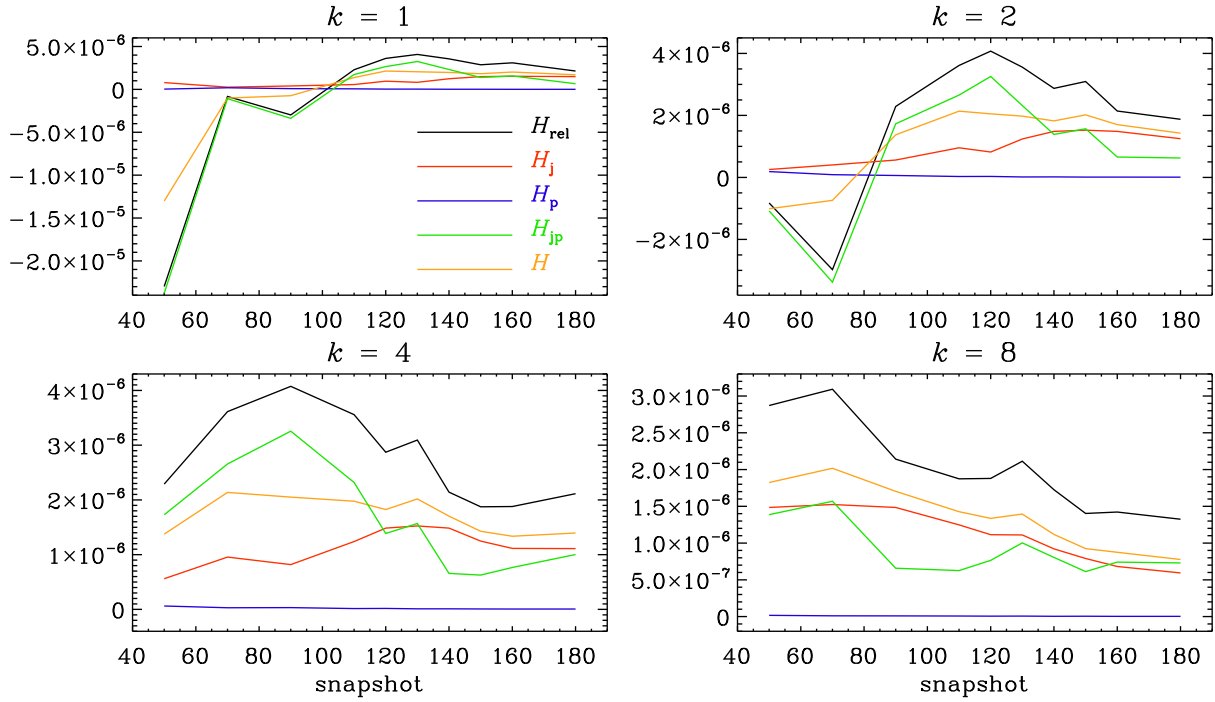 k = 1
5.0×10⁻⁶
0
−5.0×10⁻⁶
−1.0×10⁻⁵
−1.5×10⁻⁵
−2.0×10⁻⁵
H_rel
H_j
H_p
H_jp
H
40 60 80 100 120 140 160 180
k = 2
4×10⁻⁶
2×10⁻⁶
0
−2×10⁻⁶
40 60 80 100 120 140 160 180
k = 4
4×10⁻⁶
3×10⁻⁶
2×10⁻⁶
1×10⁻⁶
0
40 60 80 100 120 140 160 180
snapshot
k = 8
3.0×10⁻⁶
2.5×10⁻⁶
2.0×10⁻⁶
1.5×10⁻⁶
1.0×10⁻⁶
5.0×10⁻⁷
0
40 60 80 100 120 140 160 180
snapshot